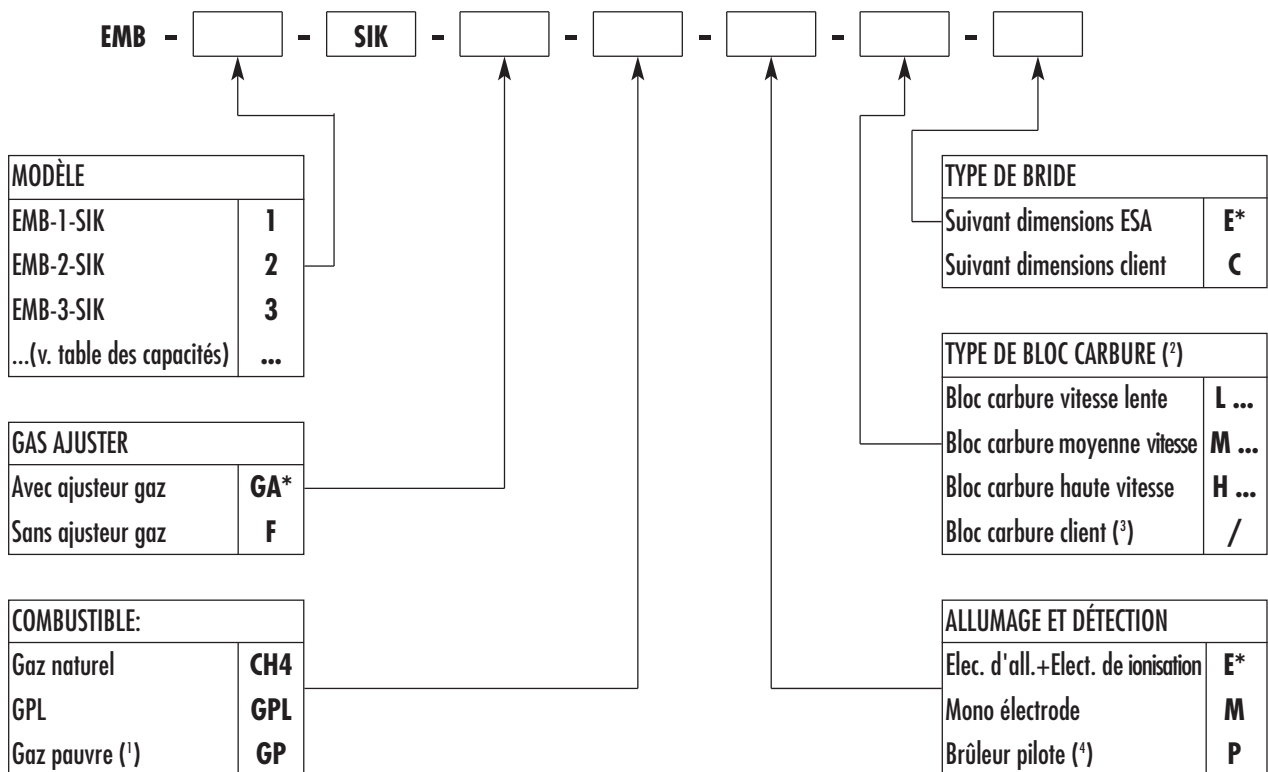 EMB - - SIK - - - - -
MODÈLE
EMB-1-SIK 1
EMB-2-SIK 2
EMB-3-SIK 3
...(v. table des capacités) ...
GAS AJUSTER
Avec ajusteur gaz GA*
Sans ajusteur gaz F
COMBUSTIBLE:
Gaz naturel CH4
GPL GPL
Gaz pauvre (1) GP
TYPE DE BRIDE
Suivant dimensions ESA E*
Suivant dimensions client C
TYPE DE BLOC CARBURE (2)
Bloc carbure vitesse lente L ...
Bloc carbure moyenne vitesse M ...
Bloc carbure haute vitesse H ...
Bloc carbure client (3) /
ALLUMAGE ET DÉTECTION
Elec. d'all.+Elect. de ionisation E*
Mono électrode M
Brûleur pilote (4) P